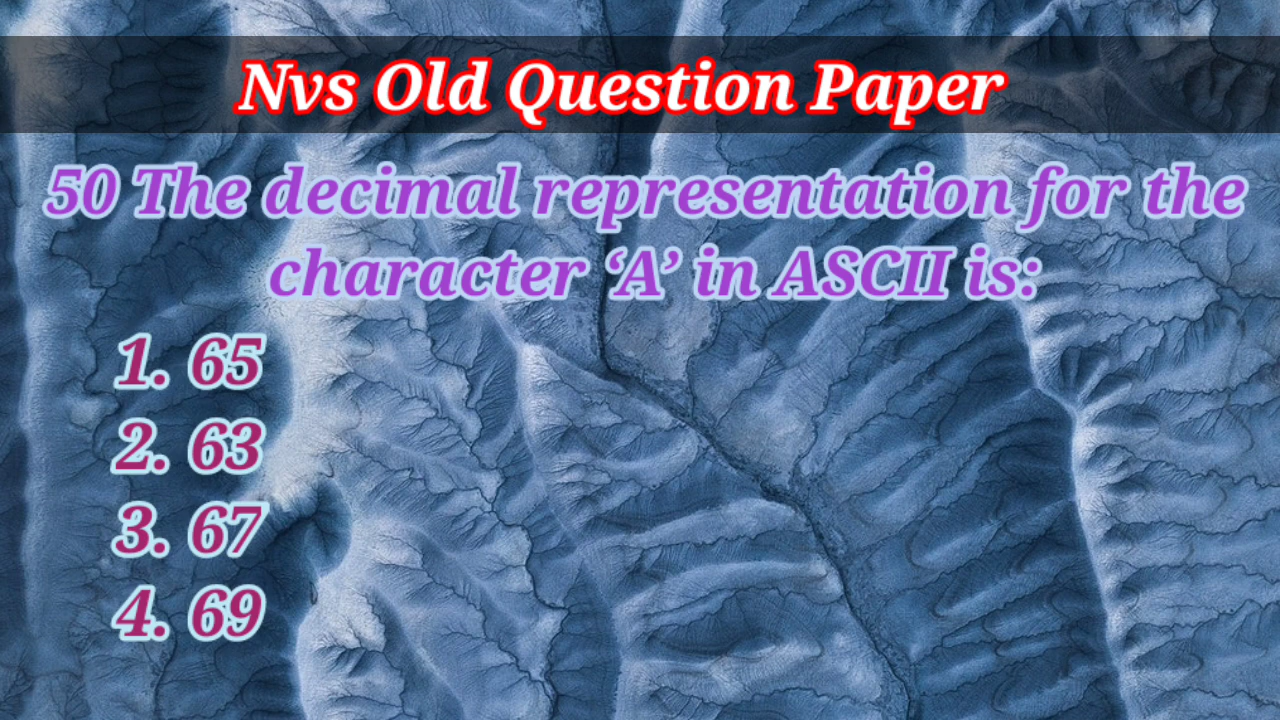 Nvs Old Question Paper
50 The decimal representation for the
character ‘A’ in ASCII is:
1. 65
2. 63
3. 67
4. 69